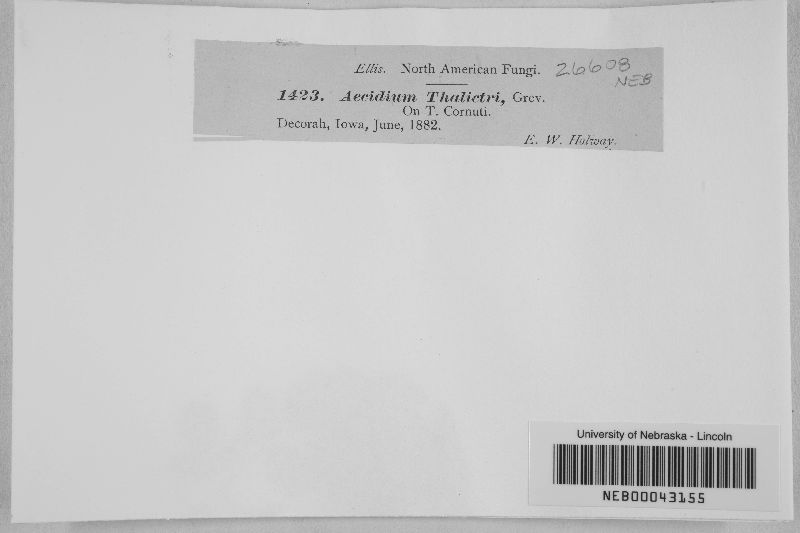 Ellis. North American Fungi. 26608
NEB
1423. Aecidium Thalictri, Grev.
On T. Cornuti.
Decorah, Iowa, June, 1882.
E. W. Holway.
University of Nebraska - Lincoln
NEB00043155